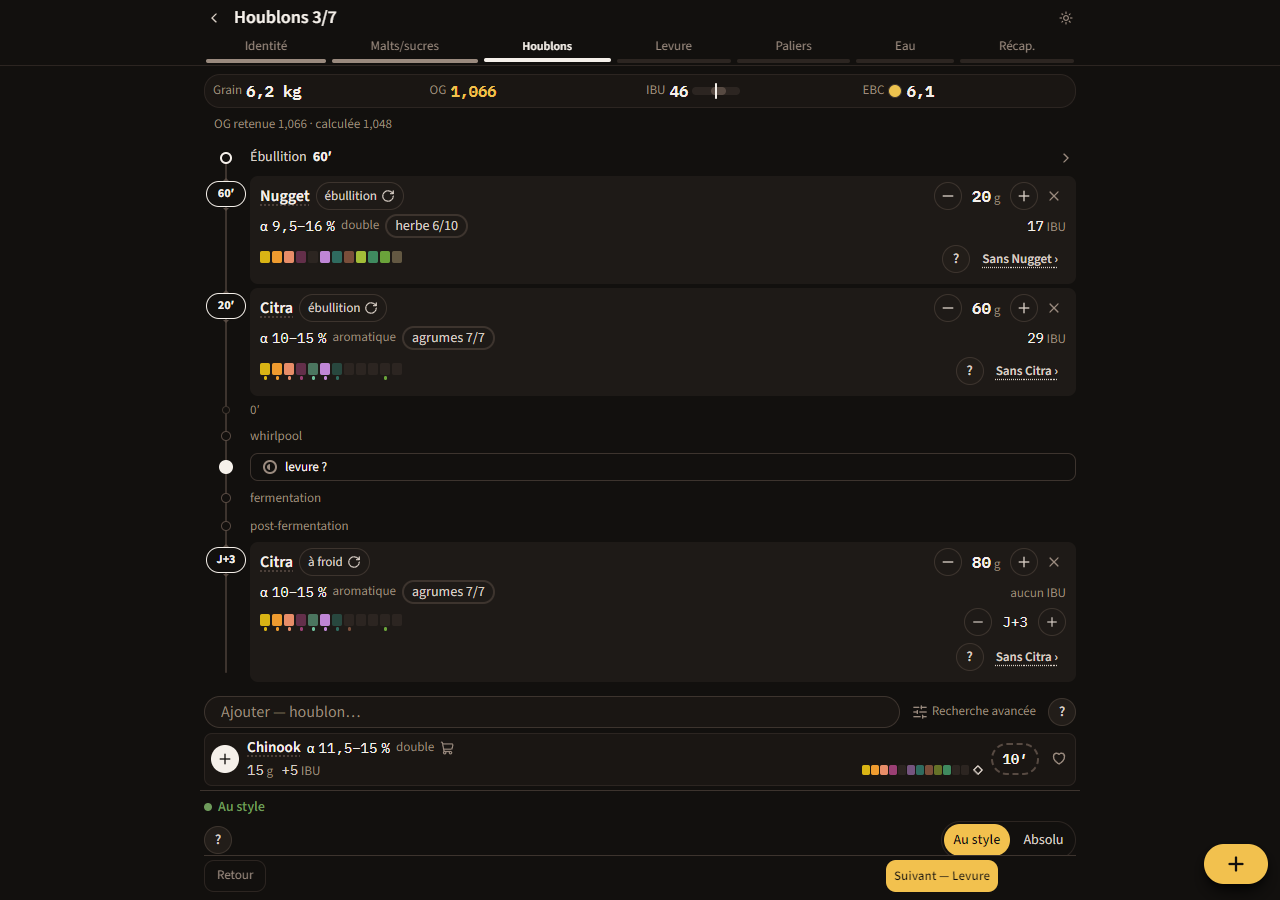 Houblons 3/7
Identité Malts/sucres Houblons Levure Paliers Eau Récap.
Grain 6,2 kg OG 1,066 IBU 46 EBC 6,1
OG retenue 1,066 · calculée 1,048
Ébullition 60′
60′ Nugget ébullition 20 g
α 9,5–16 % double herbe 6/10 17 IBU
? Sans Nugget ›
20′ Citra ébullition 60 g
α 10–15 % aromatique agrumes 7/7 29 IBU
? Sans Citra ›
0′
whirlpool
levure ?
fermentation
post-fermentation
J+3 Citra à froid 80 g
α 10–15 % aromatique agrumes 7/7 aucun IBU
J+3
? Sans Citra ›
Ajouter — houblon… Recherche avancée ?
Chinook α 11,5–15 % double
15 g +5 IBU 10′
Au style
? Au style Absolu
Retour Suivant — Levure